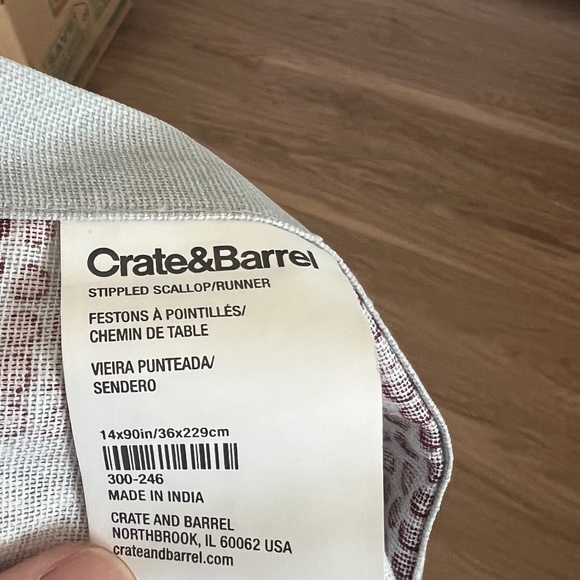 Crate&Barrel
STIPPLED SCALLOP/RUNNER
FESTONS À POINTILLÉS/
CHEMIN DE TABLE
VIEIRA PUNTEADA/
SENDERO
14x90in/36x229cm
300-246
MADE IN INDIA
CRATE AND BARREL
NORTHBROOK, IL 60062 USA
crateandbarrel.com